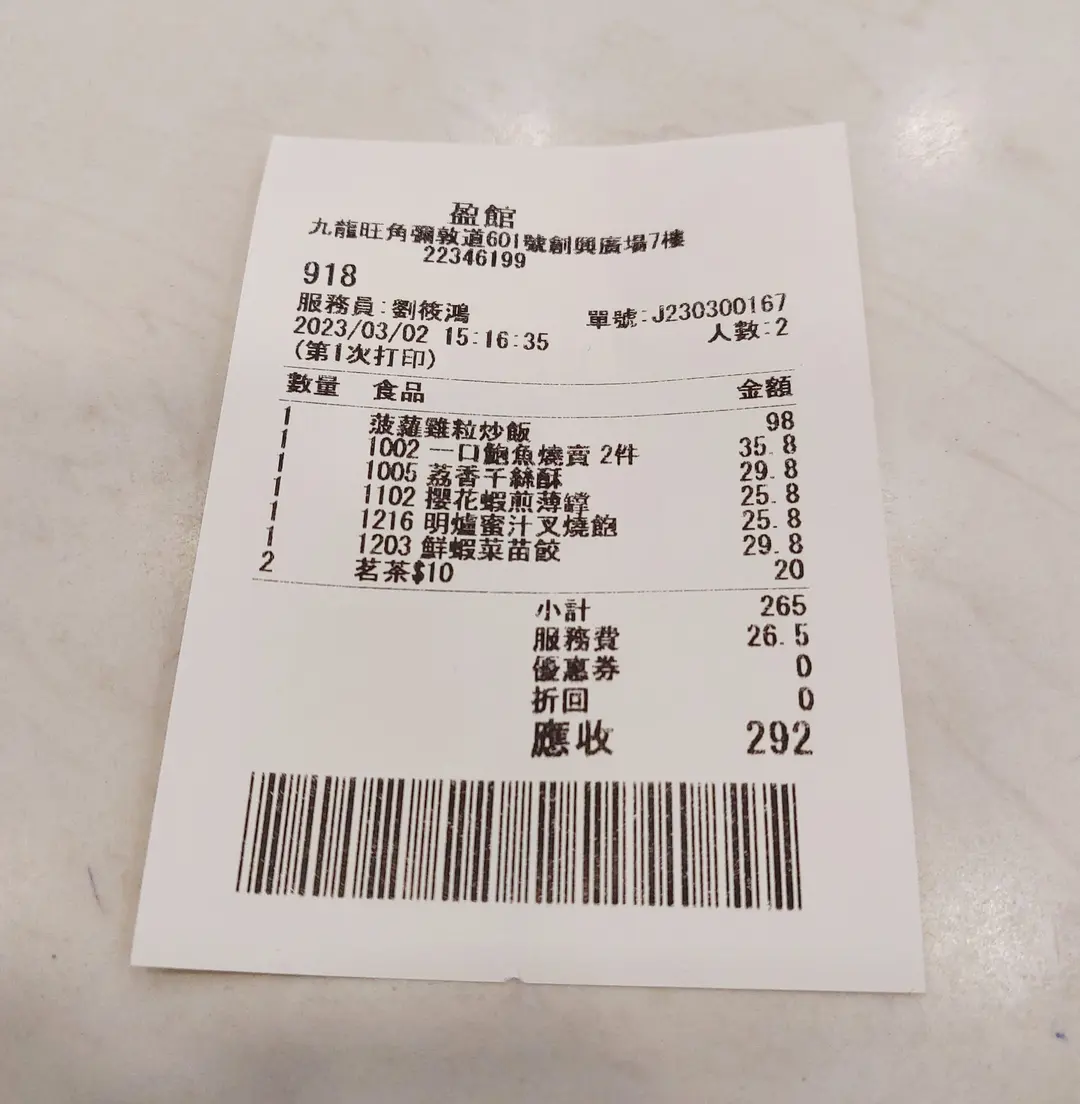 盈館
九龍旺角彌敦道601號創興廣場7樓
22346199
918
服務員:劉筱鴻 單號:J230300167
2023/03/02 15:16:35 人數:2
(第1次打印)
數量 食品 金額
1 菠蘿雞粒炒飯 98
1 1002 一口鮑魚燒賣 2件 35.8
1 1005 荔香千絲酥 29.8
1 1102 櫻花蝦煎薄罉 25.8
1 1216 明爐蜜汁叉燒飽 25.8
1 1203 鮮蝦菜苗餃 29.8
2 茗茶$10 20
小計 265
服務費 26.5
優惠券 0
折回 0
應收 292